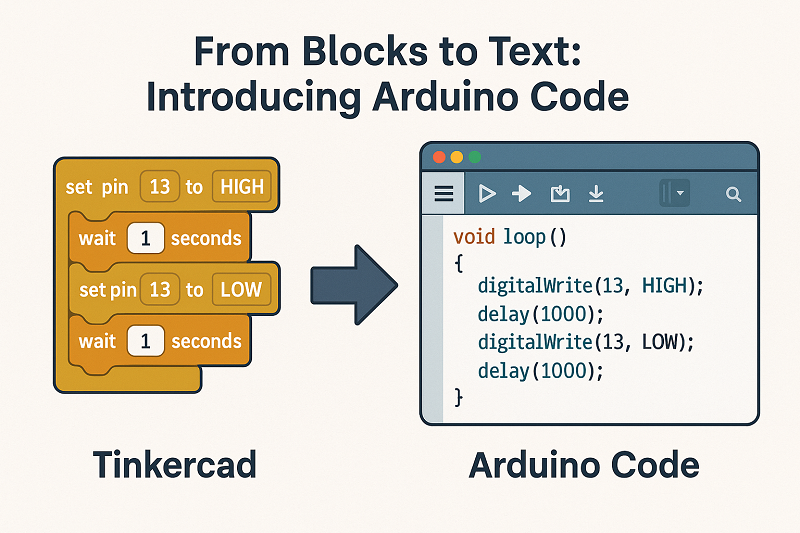 From Blocks to Text:
Introducing Arduino Code
set pin 13 to HIGH
wait 1 seconds
set pin 13 to LOW
wait 1 seconds
void loop()
{
digitalWrite(13, HIGH);
delay(1000);
digitalWrite(13, LOW);
delay(1000);
}
Tinkercad
Arduino Code